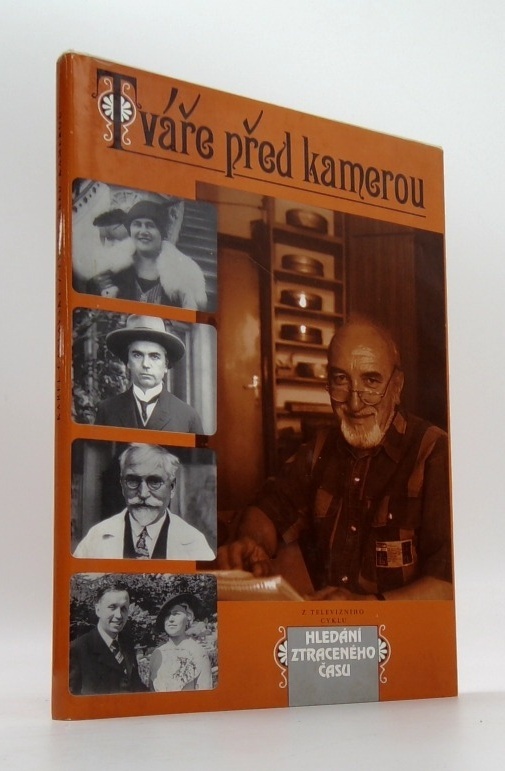 Tváře před kamerou
Z TELEVIZNÍHO
CYKLU
HLEDÁNÍ
ZTRACENÉHO
ČASU